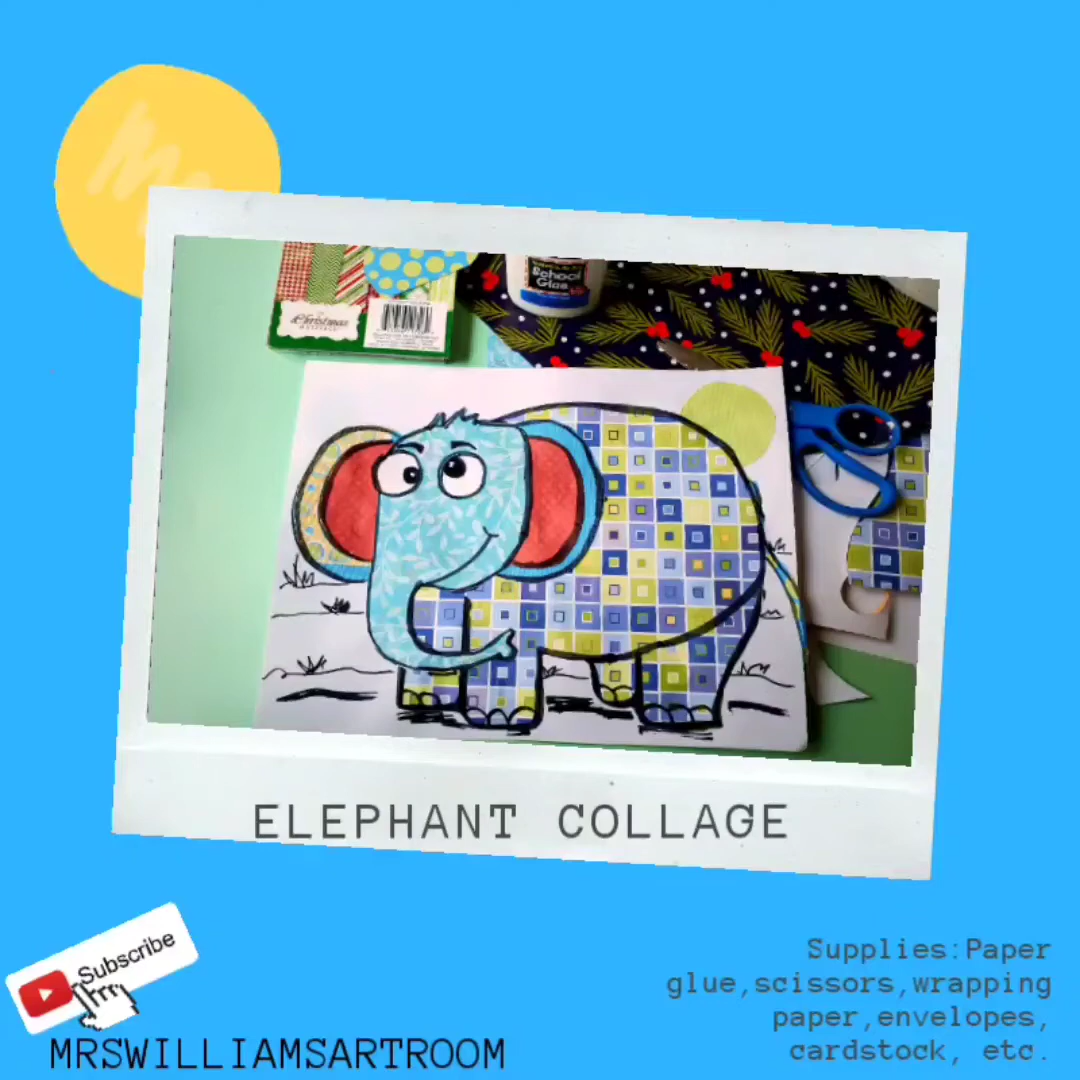 School
Glue
Christmas
ELEPHANT COLLAGE
Subscribe
MRSWILLIAMSARTROOM
Supplies:Paper
glue,scissors,wrapping
paper,envelopes,
cardstock, etc.